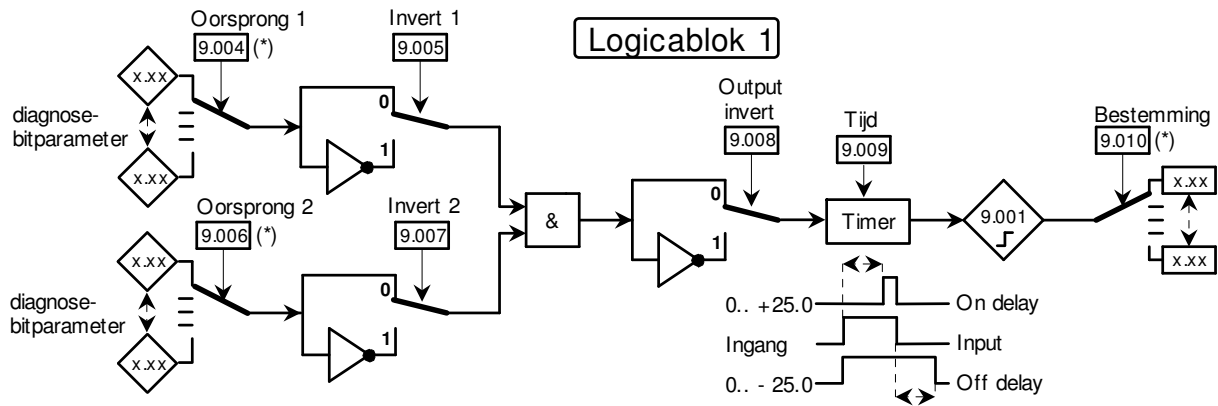 Logicablok 1
Oorsprong 1
9.004 (*)
Invert 1
9.005
x.xx
diagnose-
bitparameter
x.xx
0
1
Oorsprong 2
9.006 (*)
Invert 2
9.007
x.xx
diagnose-
bitparameter
x.xx
0
1
&
Output
invert
9.008
0
1
Tijd
9.009
Timer
9.001
Bestemming
9.010 (*)
x.xx
x.xx
0.. +25.0 On delay
Ingang Input
0.. - 25.0 Off delay